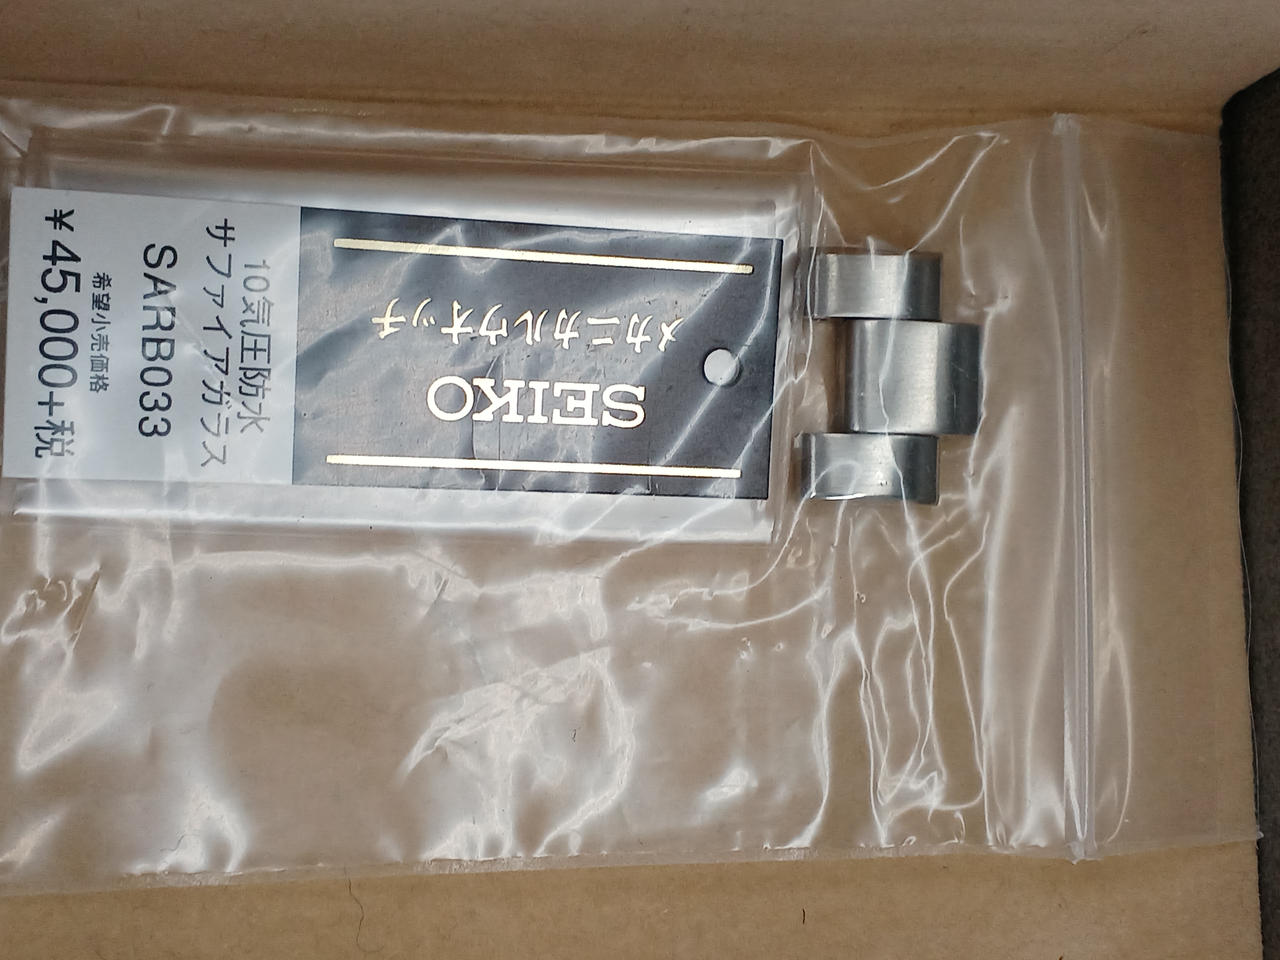 SEIKO
メカニカルウオッチ
10気圧防水
サファイアガラス
SARB033
希望小売価格
¥45,000+税